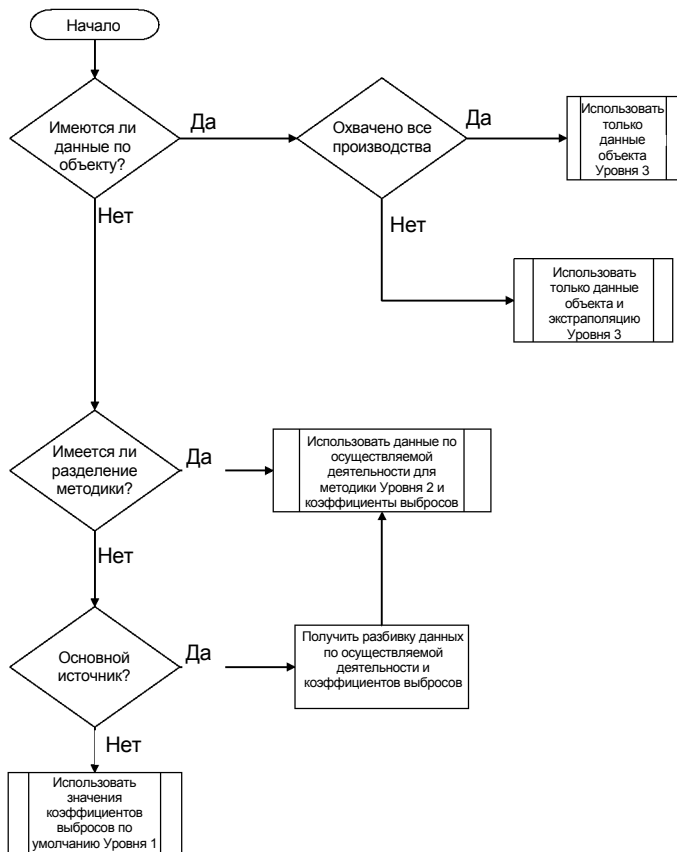 Начало
Имеются ли
данные по
объекту?
Да
Охвачено все
производства
Да
Использовать
только
данные
объекта
Уровня 3
Нет
Нет
Использовать
только данные
объекта и
экстраполяцию
Уровня 3
Имеется ли
разделение
методики?
Да
Использовать данные по
осуществляемой
деятельности для
методики Уровня 2 и
коэффициенты выбросов
Нет
Основной
источник?
Да
Получить разбивку данных
по осуществляемой
деятельности и
коэффициентов выбросов
Нет
Использовать
значения
коэффициентов
выбросов по
умолчанию Уровня 1